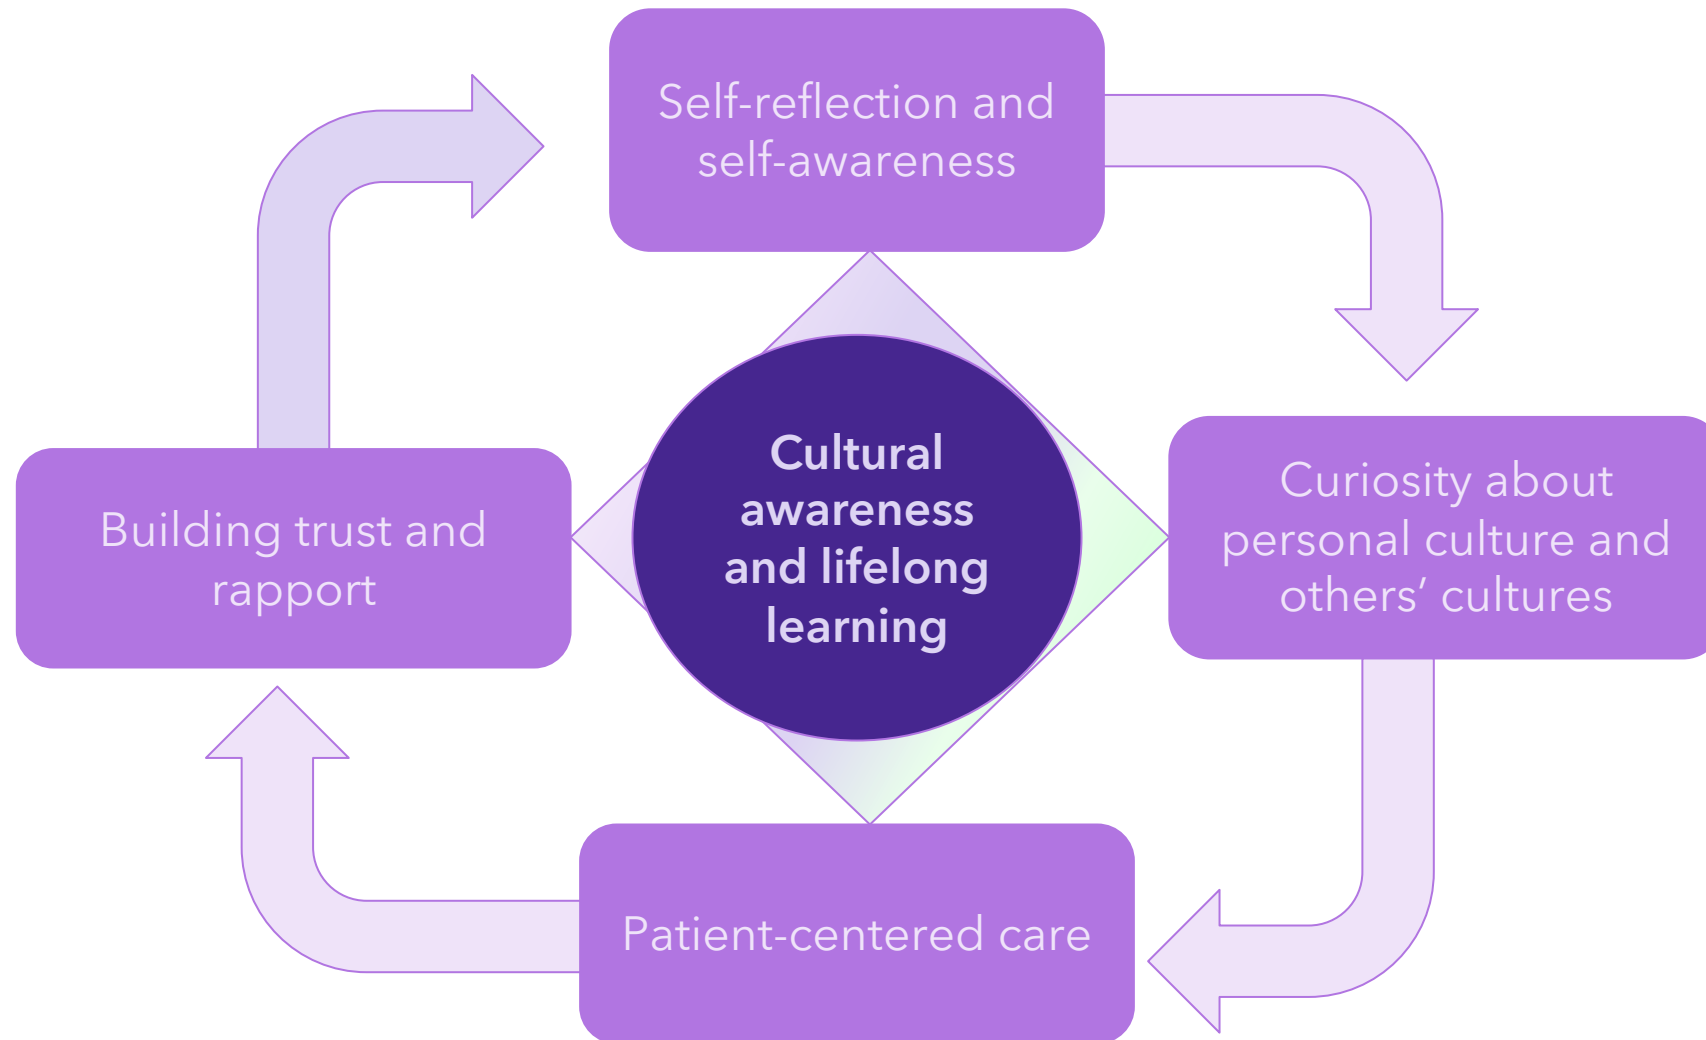 Self-reflection and
self-awareness
Building trust and
rapport
Cultural
awareness
and lifelong
learning
Curiosity about
personal culture and
others’ cultures
Patient-centered care